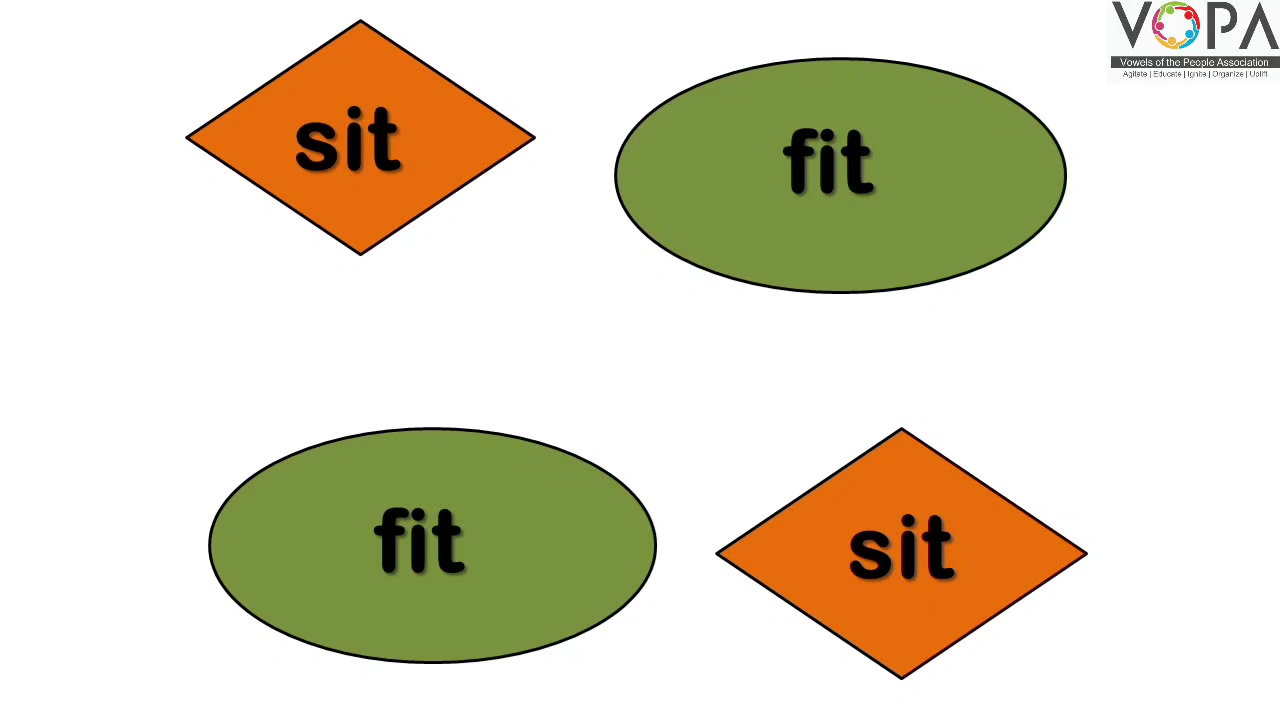 VOPA
Vowels of the People Association
Agitate | Educate | Ignite | Organize | Uplift
sit
fit
fit
sit